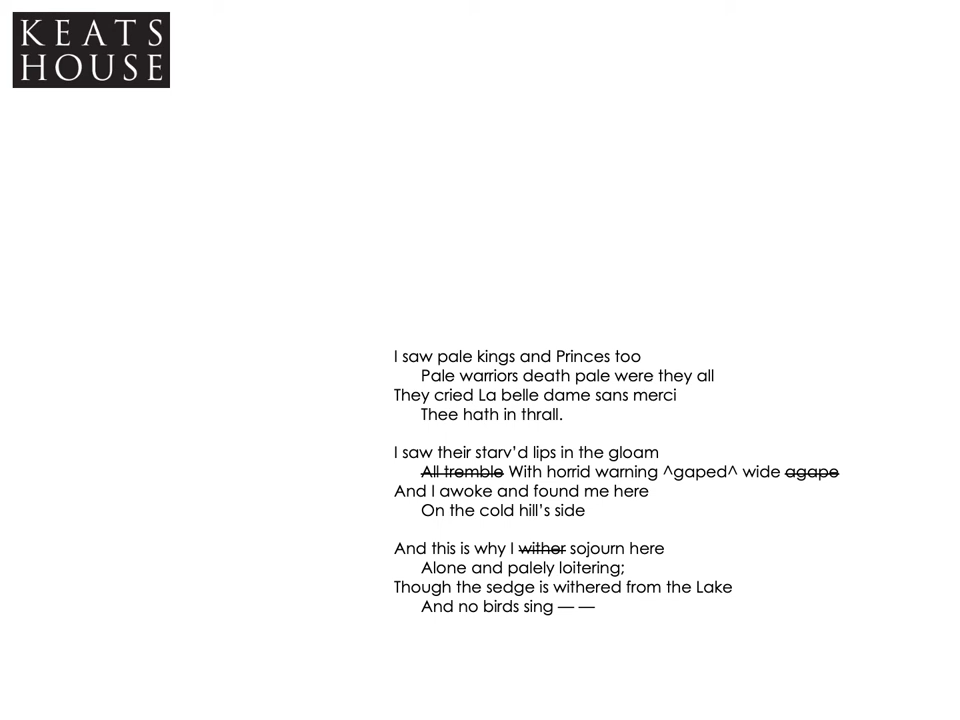 KEATS
HOUSE
I saw pale kings and Princes too
Pale warriors death pale were they all
They cried La belle dame sans merci
Thee hath in thrall.
I saw their starv’d lips in the gloam
All tremble With horrid warning ^gaped^ wide agape
And I awoke and found me here
On the cold hill’s side
And this is why I wither sojourn here
Alone and palely loitering;
Though the sedge is withered from the Lake
And no birds sing — —